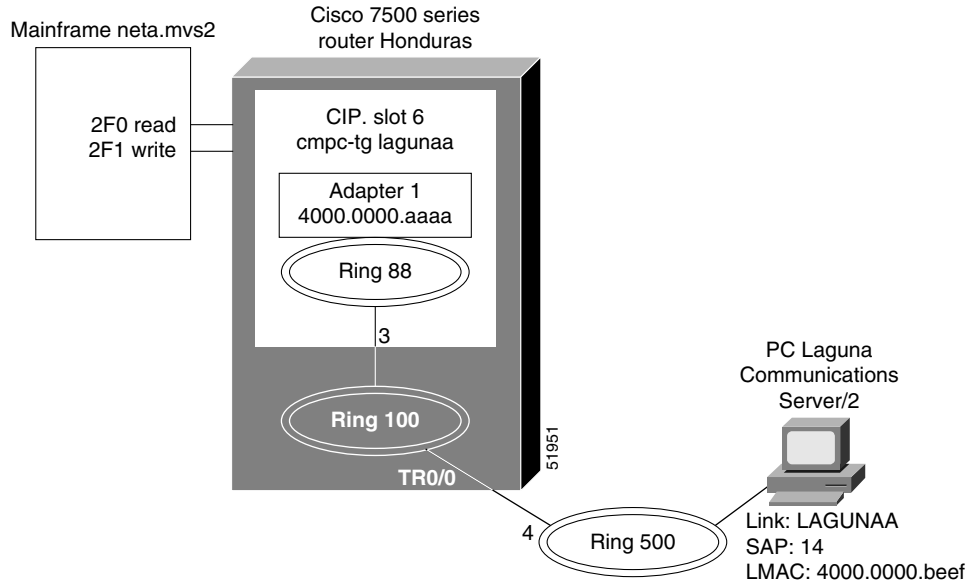 Mainframe neta.mvs2
2F0 read
2F1 write
Cisco 7500 series
router Honduras
CIP. slot 6
cmpc-tg lagunaa
Adapter 1
4000.0000.aaaa
Ring 88
3
Ring 100
TR0/0
51951
4
Ring 500
PC Laguna
Communications
Server/2
Link: LAGUNAA
SAP: 14
LMAC: 4000.0000.beef